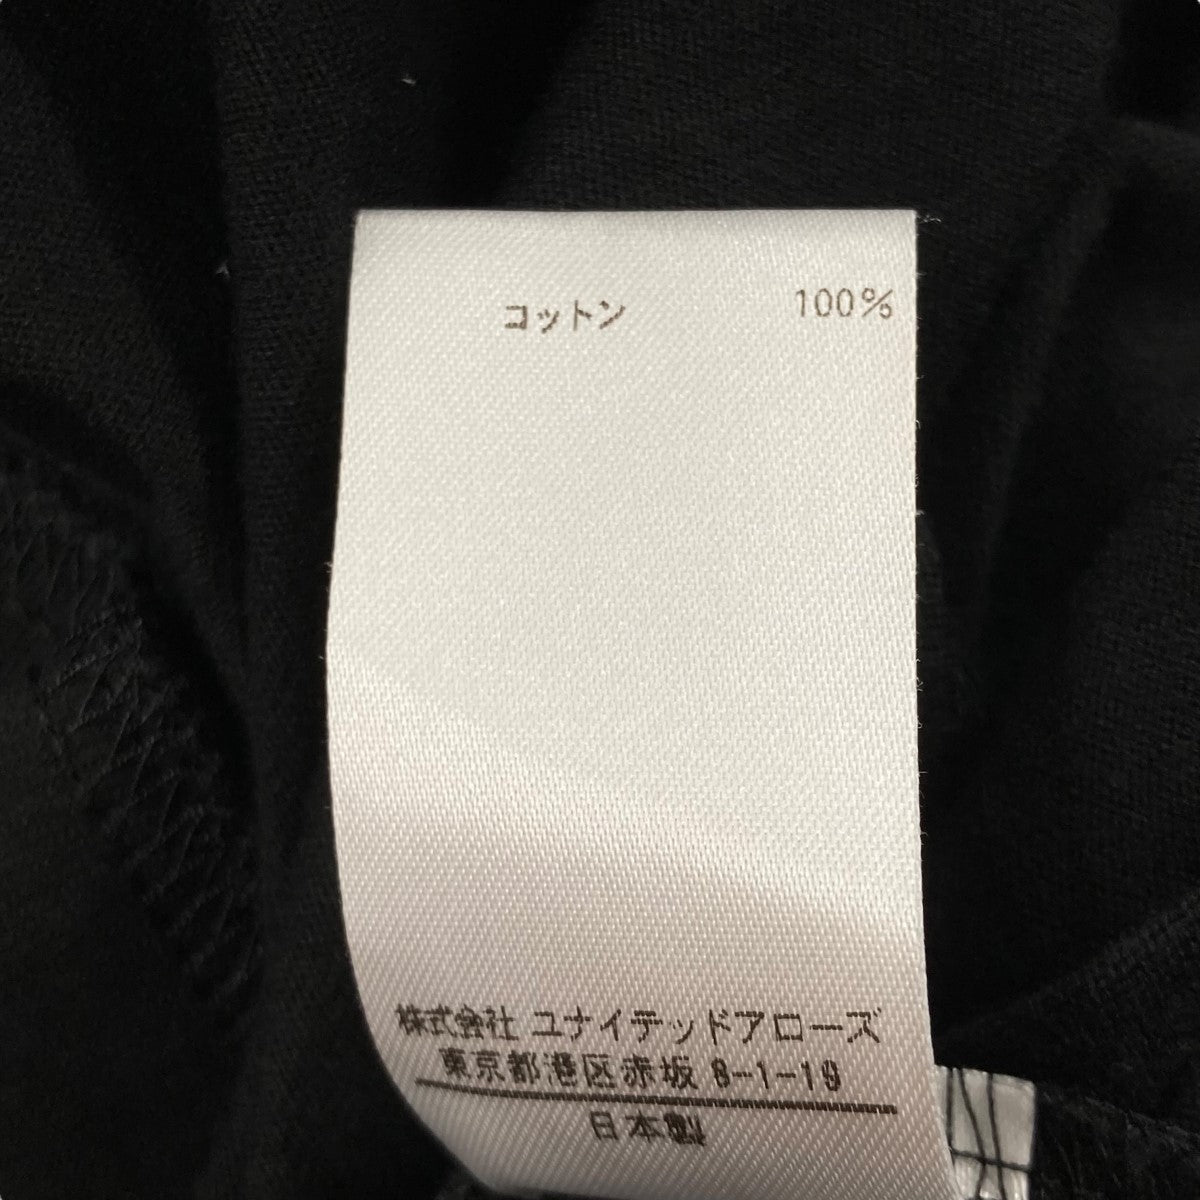 コットン 100%
株式会社 ユナイテッドアローズ
東京都港区赤坂 8-1-19
日本製